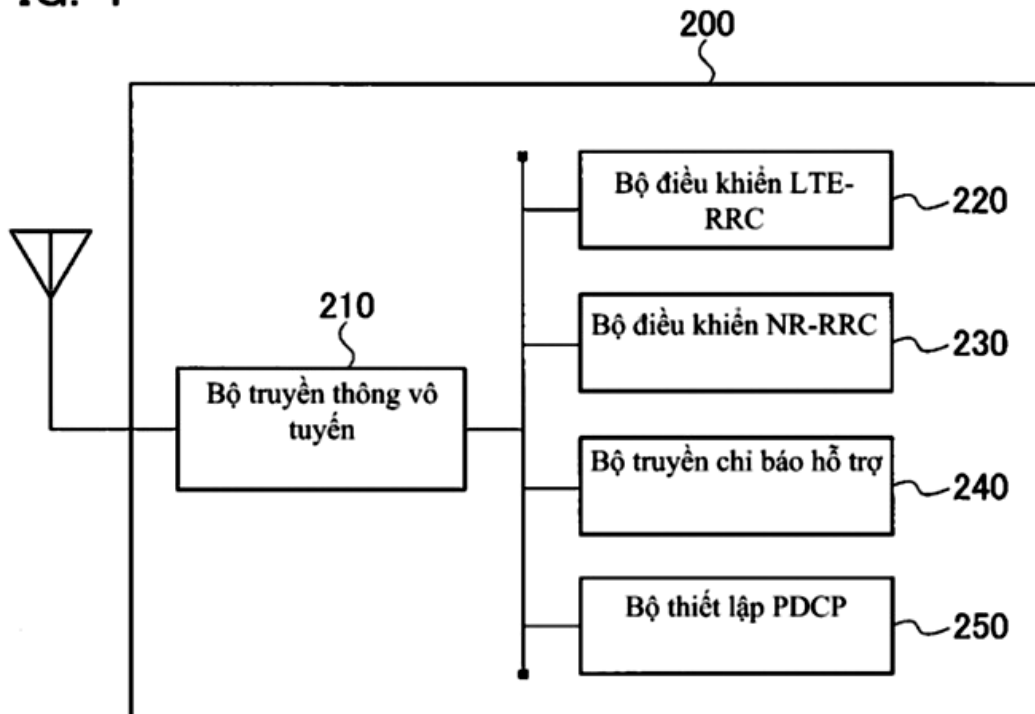 200
Bộ điều khiển LTE-
RRC
220
210
Bộ điều khiển NR-RRC
230
Bộ truyền thông vô
tuyến
Bộ truyền chỉ báo hỗ trợ
240
Bộ thiết lập PDCP
250